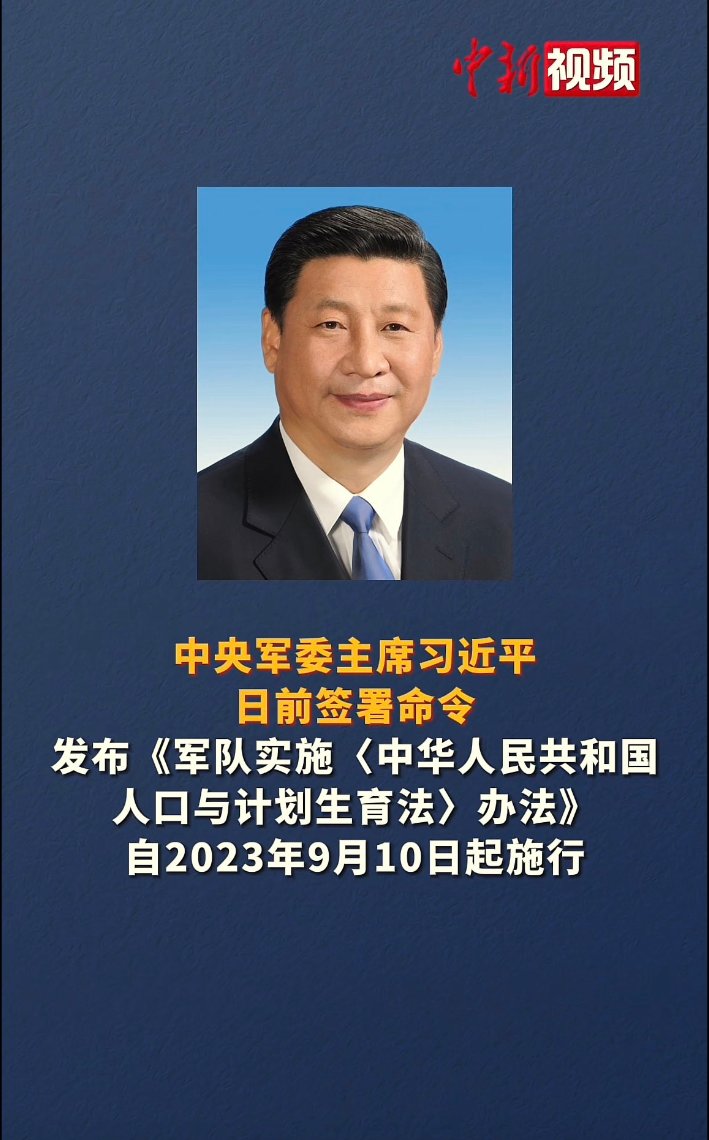 中新视频
中央军委主席习近平
日前签署命令
发布《军队实施〈中华人民共和国
人口与计划生育法〉办法》
自2023年9月10日起施行